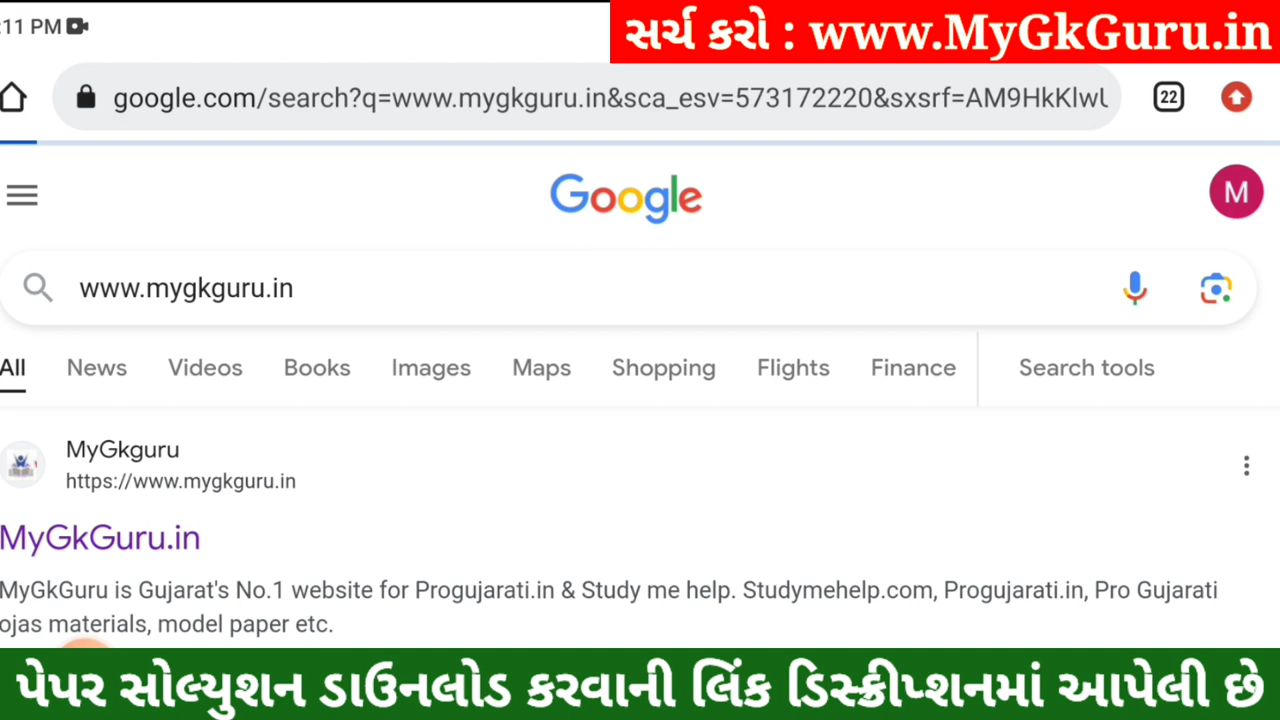 :11 PM
સર્ચ કરો : www.MyGkGuru.in
google.com/search?q=www.mygkguru.in&sca_esv=573172220&sxsrf=AM9HkKlwU
22
Google
M
www.mygkguru.in
All News Videos Books Images Maps Shopping Flights Finance Search tools
MyGkguru
https://www.mygkguru.in
MyGkGuru.in
MyGkGuru is Gujarat's No.1 website for Progujarati.in & Study me help. Studymehelp.com, Progujarati.in, Pro Gujarati
ojas materials, model paper etc.
પેપર સોલ્યુશન ડાઉનલોડ કરવાની લિંક ડિસ્ક્રીપ્શનમાં આપેલી છે